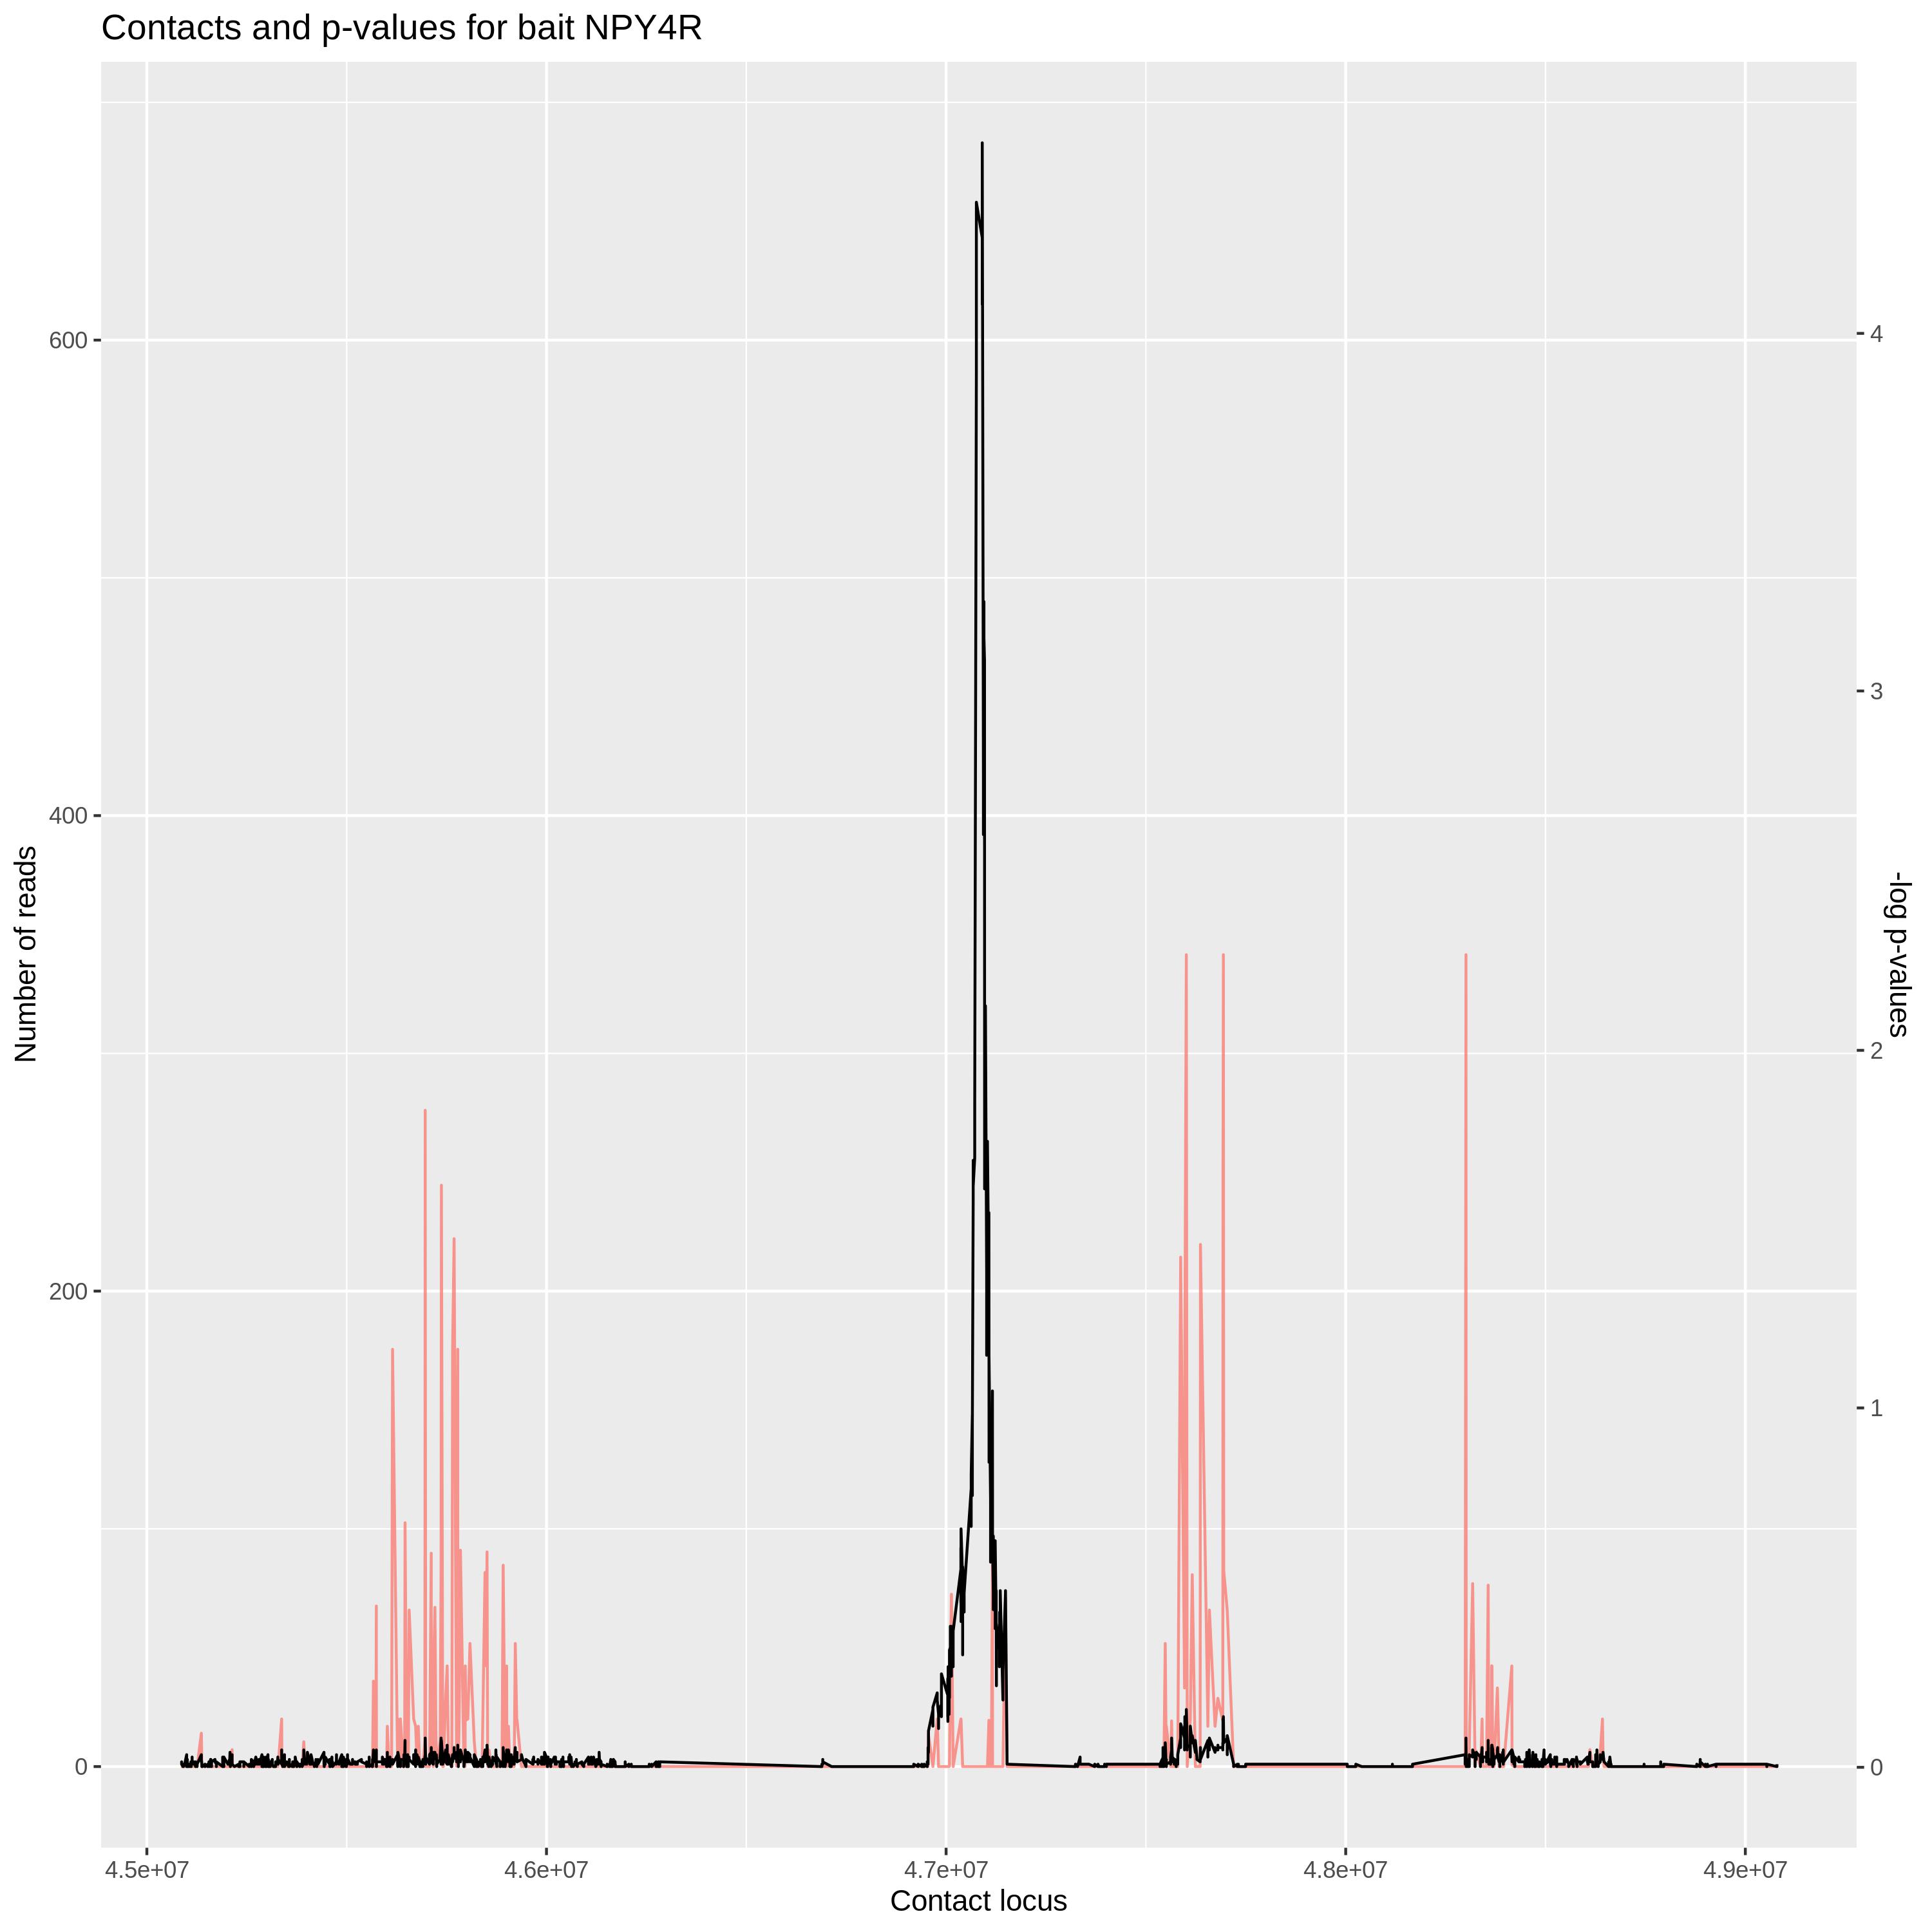 Contacts and p-values for bait NPY4R
600
400
200
0
4
3
2
1
0
Number of reads
-log p-values
4.5e+07
4.6e+07
4.7e+07
4.8e+07
4.9e+07
Contact locus